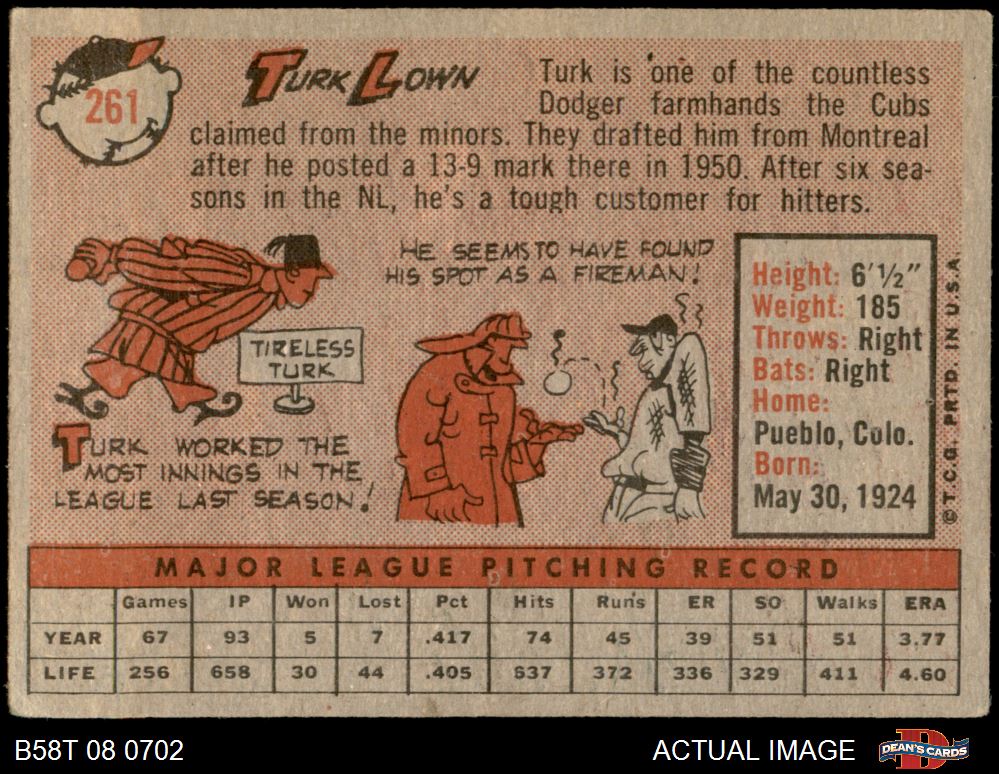 261
TURK LOWN
Turk is one of the countless
Dodger farmhands the Cubs
claimed from the minors. They drafted him from Montreal
after he posted a 13-9 mark there in 1950. After six sea-
sons in the NL, he's a tough customer for hitters.
TIRELESS
TURK
TURK WORKED THE
MOST INNINGS IN THE
LEAGUE LAST SEASON!
HE SEEMS TO HAVE FOUND
HIS SPOT AS A FIREMAN!
Height: 6'½"
Weight: 185
Throws: Right
Bats: Right
Home:
Pueblo, Colo.
Born:
May 30, 1924
© T.C.G. PRTD. IN U.S.A.
MAJOR LEAGUE PITCHING RECORD
Games IP Won Lost Pct Hits Runs ER SO Walks ERA
YEAR 67 93 5 7 .417 74 45 39 51 51 3.77
LIFE 256 658 30 44 .405 637 372 336 329 411 4.60
B58T 08 0702
ACTUAL IMAGE
DEAN'S CARDS